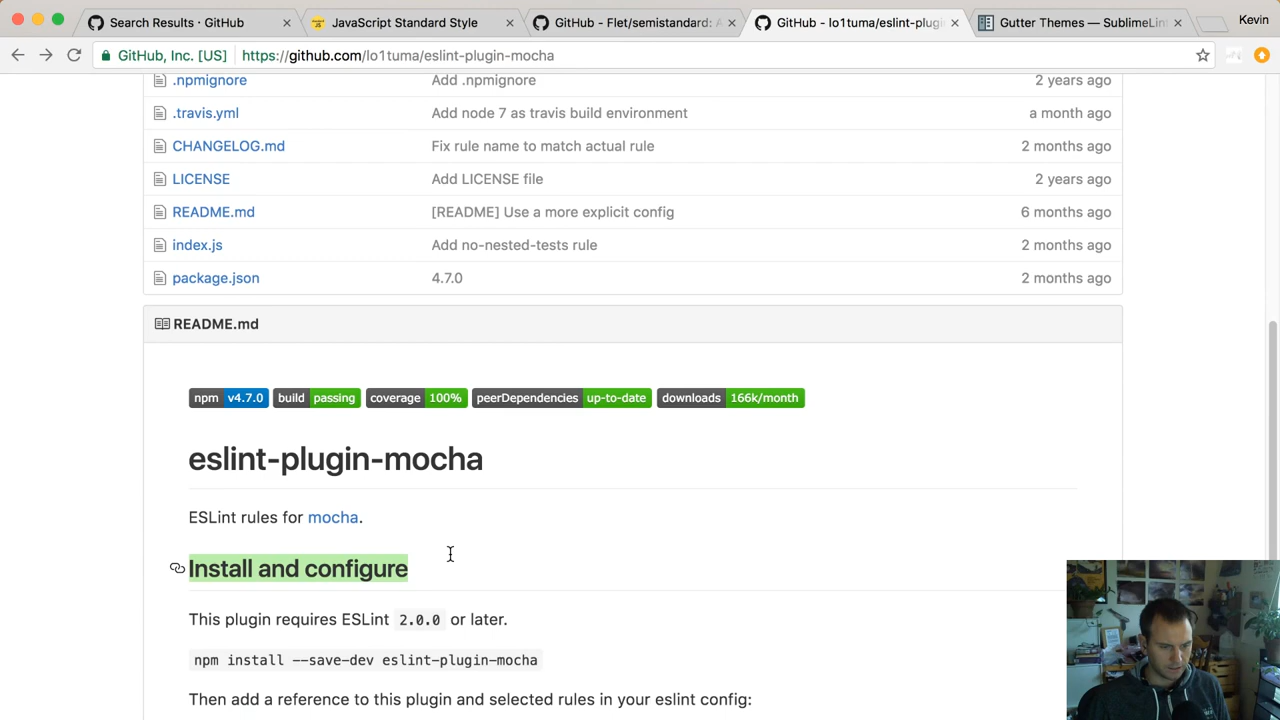 Search Results · GitHub
JavaScript Standard Style
GitHub - Flet/semistandard: A
GitHub - lo1tuma/eslint-plugin
Gutter Themes — SublimeLint
Kevin
GitHub, Inc. [US]
https://github.com/lo1tuma/eslint-plugin-mocha
.npmignore Add .npmignore 2 years ago
.travis.yml Add node 7 as travis build environment a month ago
CHANGELOG.md Fix rule name to match actual rule 2 months ago
LICENSE Add LICENSE file 2 years ago
README.md [README] Use a more explicit config 6 months ago
index.js Add no-nested-tests rule 2 months ago
package.json 4.7.0 2 months ago
README.md
npm v4.7.0 build passing coverage 100% peerDependencies up-to-date downloads 166k/month
eslint-plugin-mocha
ESLint rules for mocha.
Install and configure
This plugin requires ESLint 2.0.0 or later.
npm install --save-dev eslint-plugin-mocha
Then add a reference to this plugin and selected rules in your eslint config: